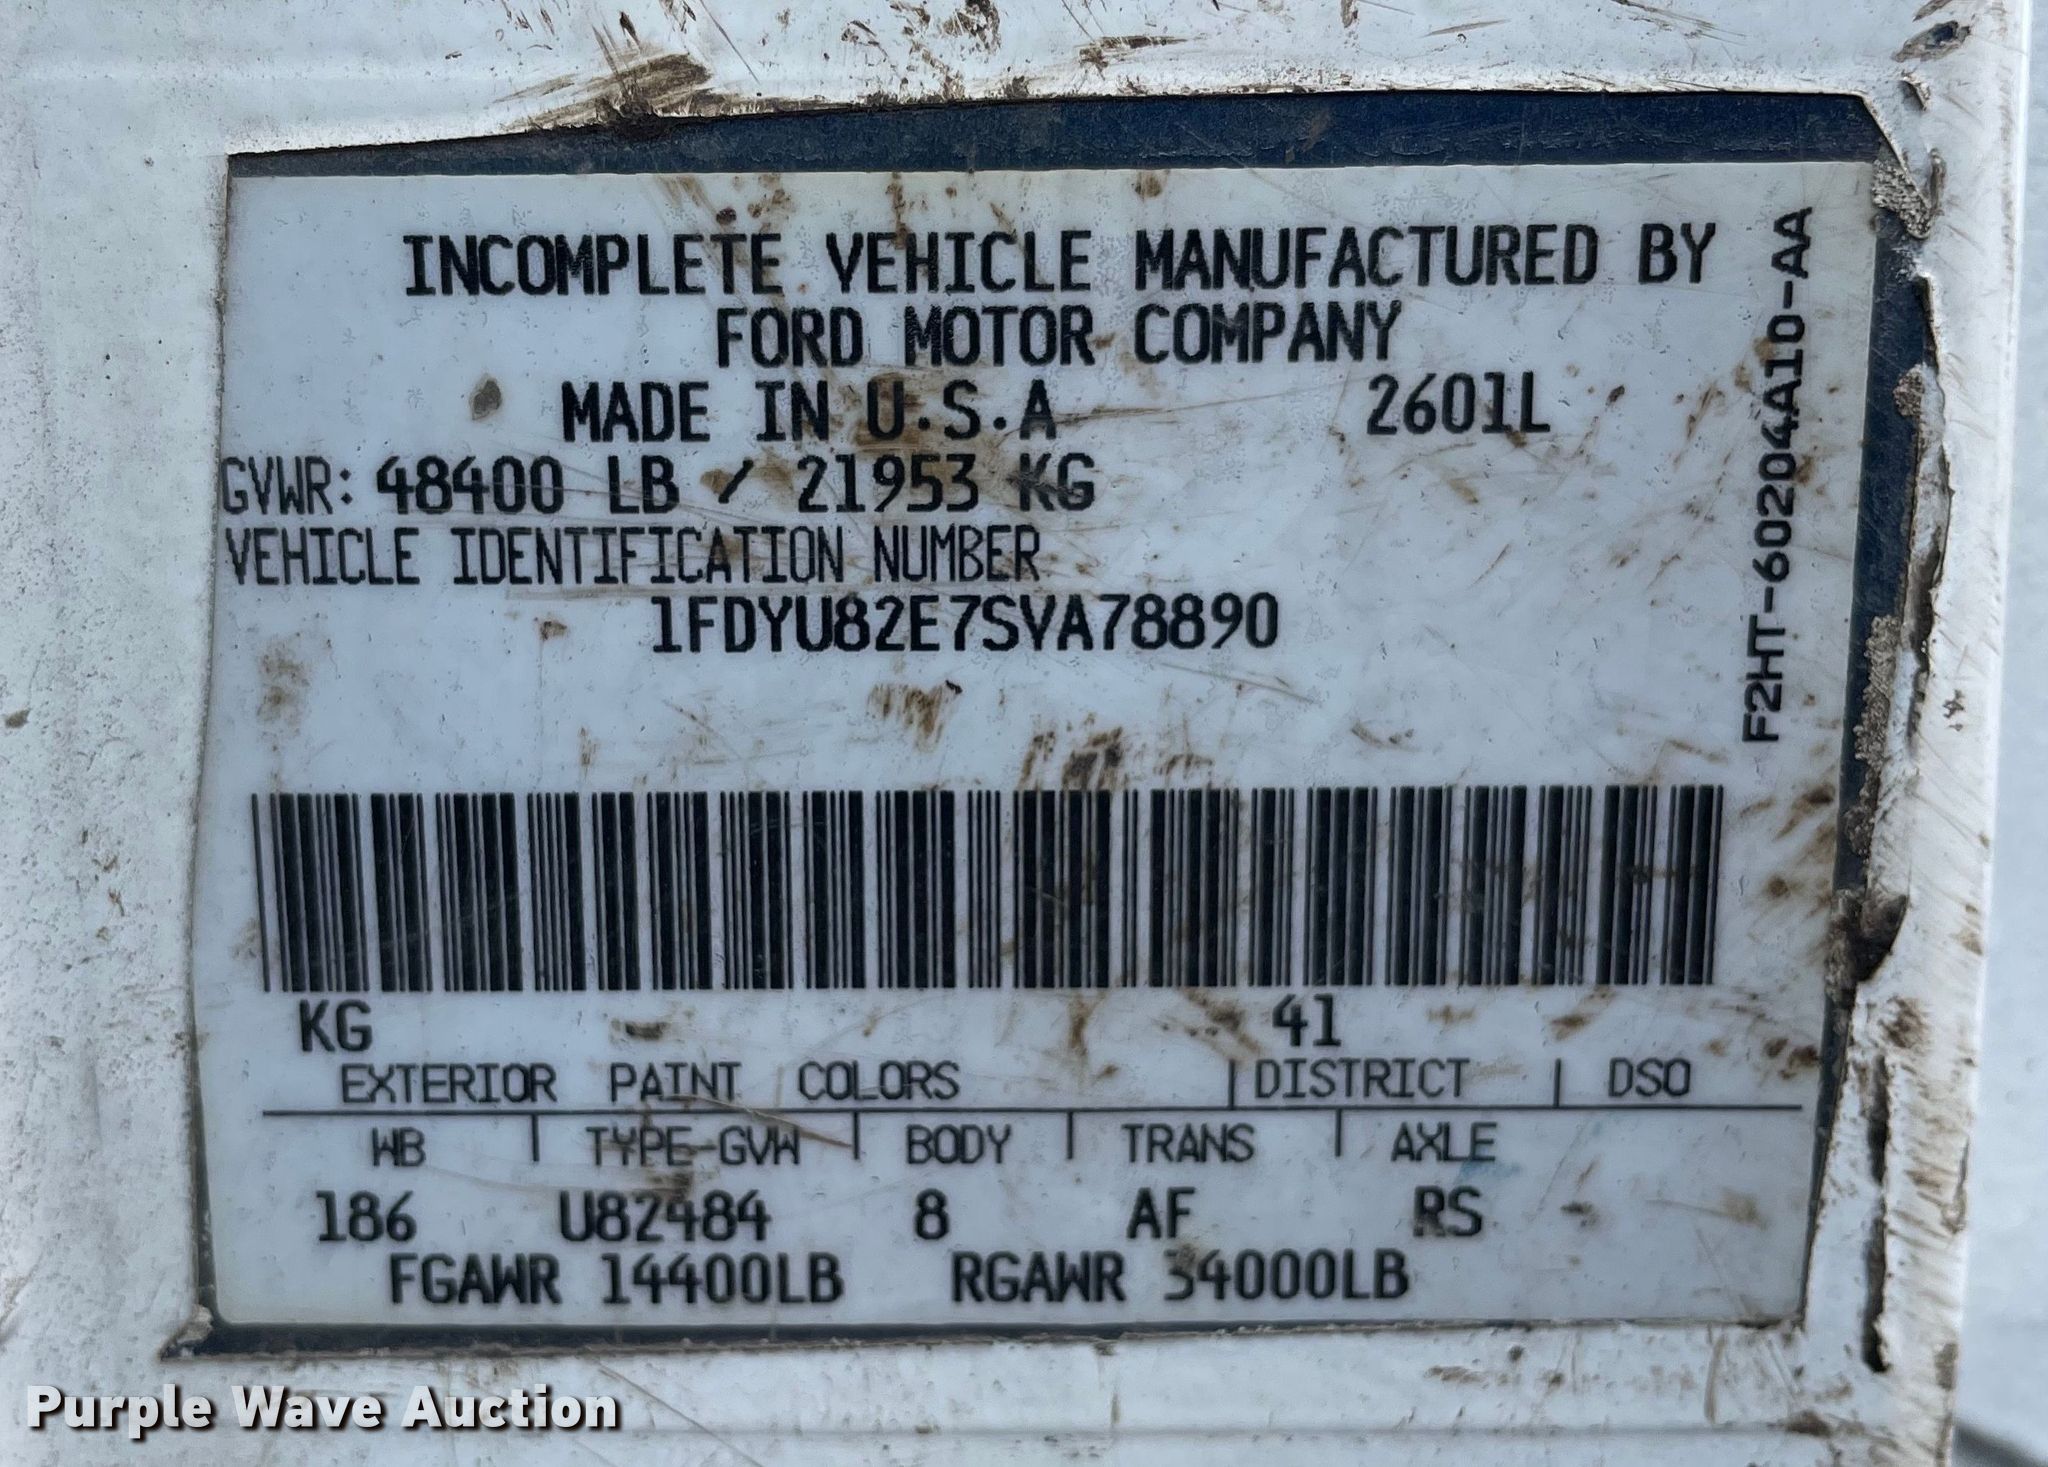 INCOMPLETE VEHICLE MANUFACTURED BY
FORD MOTOR COMPANY
MADE IN U.S.A 2601L
GVWR: 48400 LB / 21953 KG
VEHICLE IDENTIFICATION NUMBER
1FDYU82E7SVA78890
F2HT-60204A10-AA
KG 41
EXTERIOR PAINT COLORS | DISTRICT | DSO
WB | TYPE-GVW | BODY | TRANS | AXLE
186 U82484 8 AF RS
FGAWR 14400LB RGAWR 34000LB
Purple Wave Auction